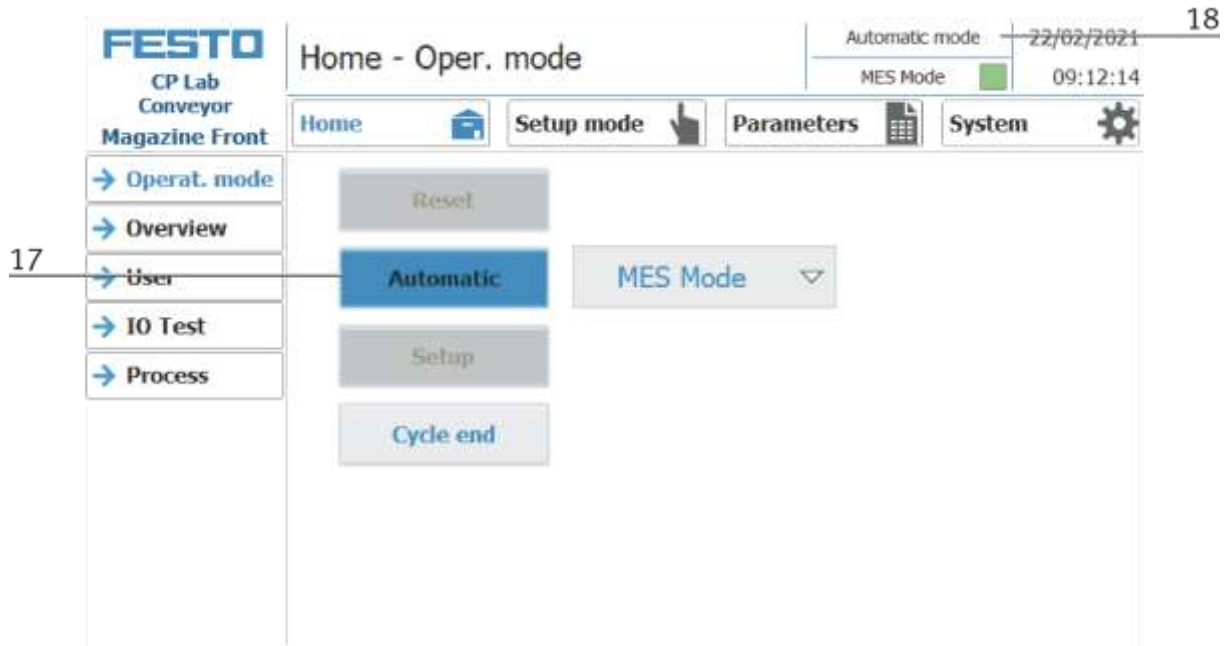 18
FESTO
CP Lab
Conveyor
Magazine Front
Home - Oper. mode
Automatic mode
22/02/2021
MES Mode
09:12:14
Home
Setup mode
Parameters
System
Operat. mode
Overview
User
IO Test
Process
17
Reset
Automatic
MES Mode
Setup
Cycle end